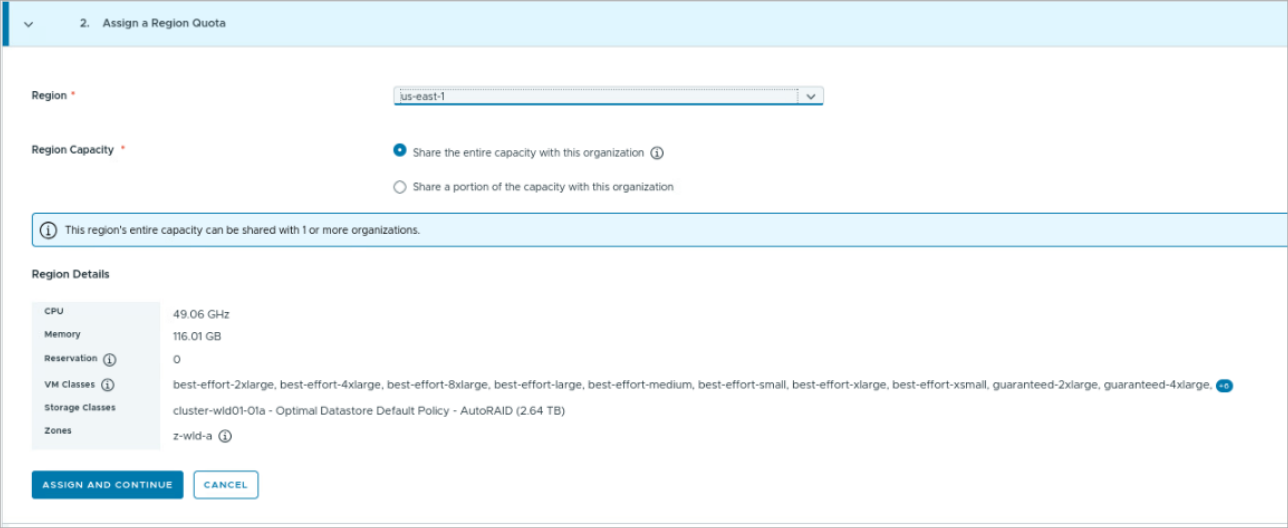 2. Assign a Region Quota
Region *
us-east-1
Region Capacity *
Share the entire capacity with this organization
Share a portion of the capacity with this organization
This region's entire capacity can be shared with 1 or more organizations.
Region Details
CPU 49.06 GHz
Memory 116.01 GB
Reservation 0
VM Classes best-effort-2xlarge, best-effort-4xlarge, best-effort-8xlarge, best-effort-large, best-effort-medium, best-effort-small, best-effort-xlarge, best-effort-xsmall, guaranteed-2xlarge, guaranteed-4xlarge, +6
Storage Classes cluster-wld01-01a - Optimal Datastore Default Policy - AutoRAID (2.64 TB)
Zones z-wld-a
ASSIGN AND CONTINUE CANCEL